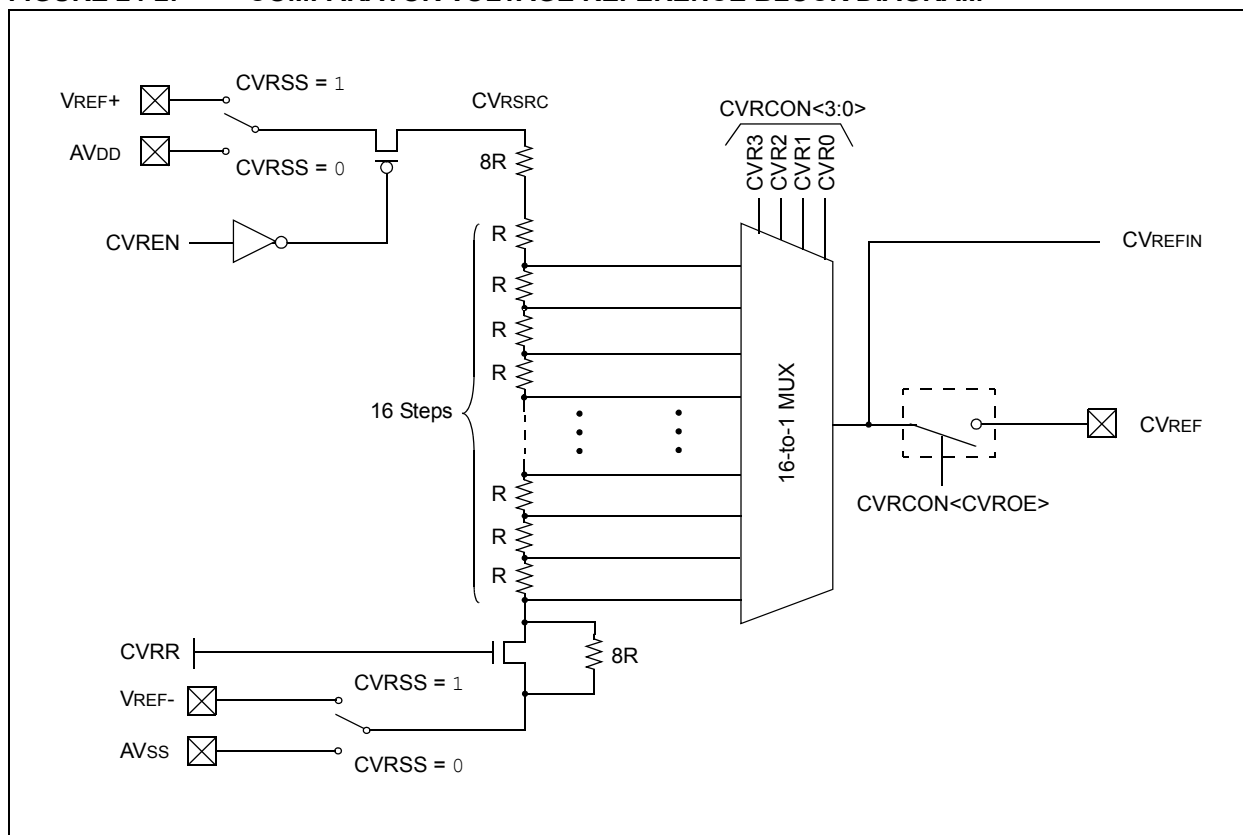 VREF+
CVRSS = 1
CVRSRC
CVRCON<3:0>
AVDD
CVRSS = 0
8R
CVR3
CVR2
CVR1
CVR0
CVREN
R
CVREFIN
R
R
R
16 Steps
16-to-1 MUX
CVREF
R
CVRCON<CVROE>
R
R
CVRR
8R
VREF-
CVRSS = 1
AVSS
CVRSS = 0